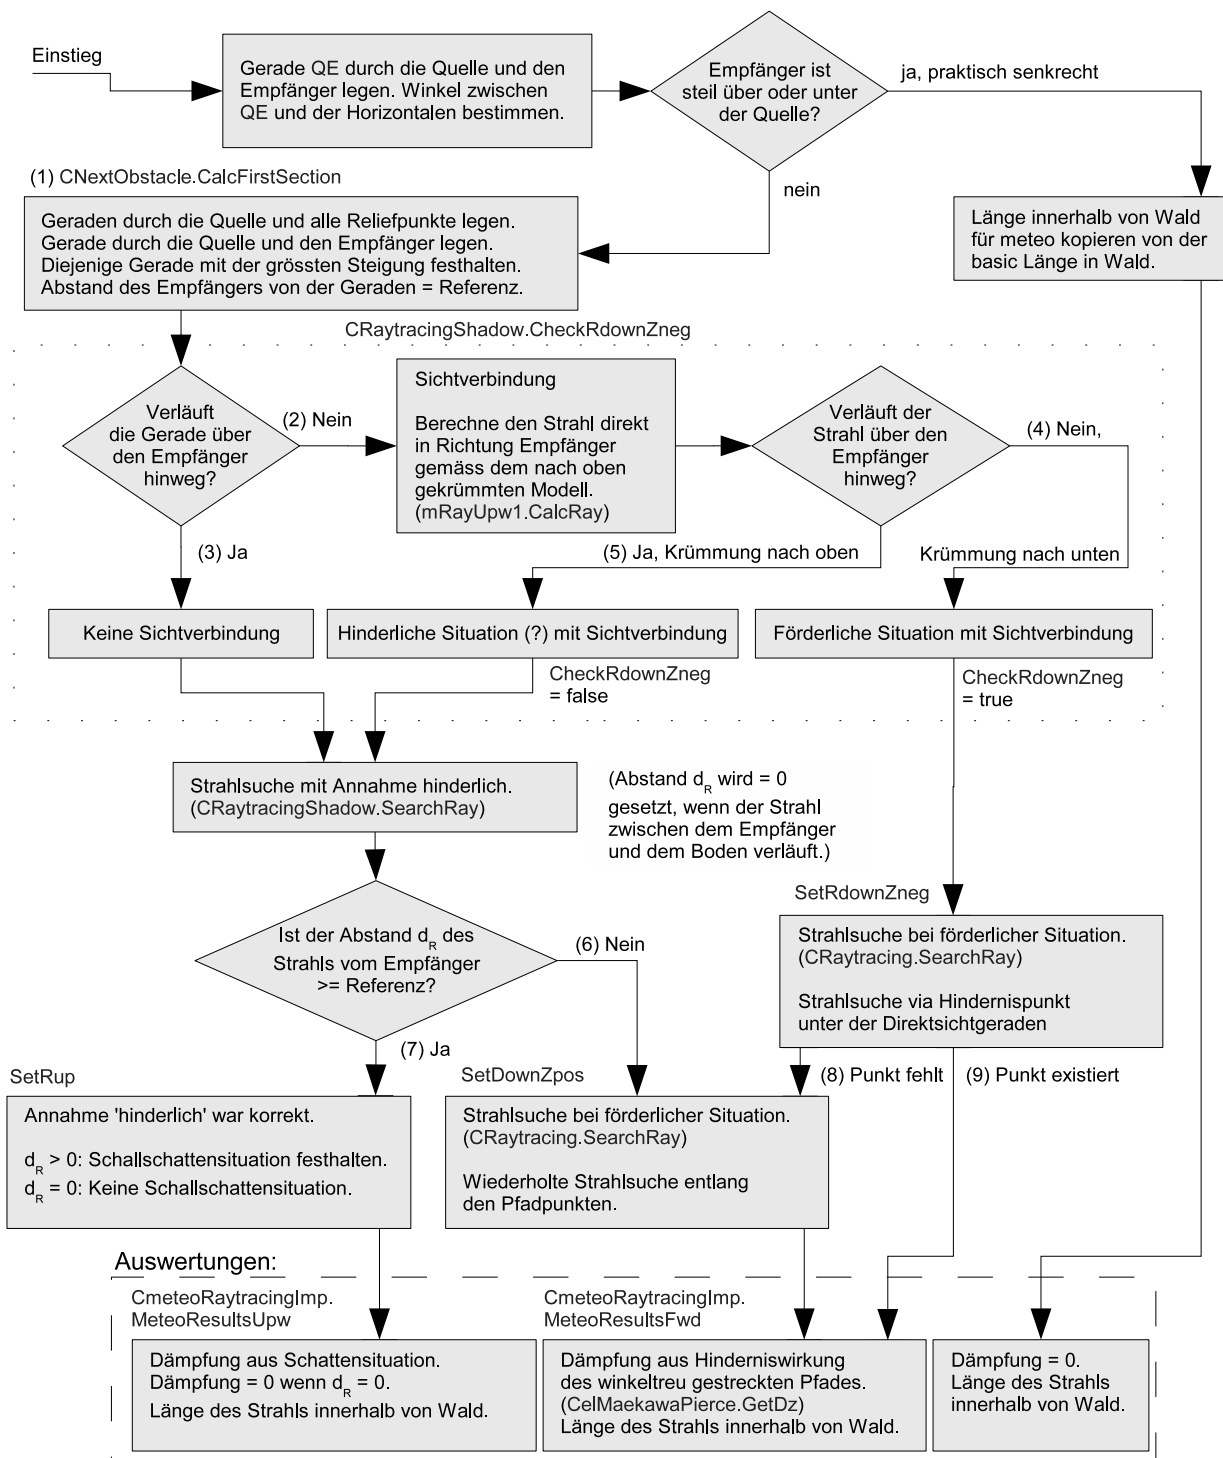 Einstieg
Gerade QE durch die Quelle und den
Empfänger legen. Winkel zwischen
QE und der Horizontalen bestimmen.
Empfänger ist
steil über oder unter
der Quelle?
ja, praktisch senkrecht
nein
(1) CNextObstacle.CalcFirstSection
Geraden durch die Quelle und alle Reliefpunkte legen.
Gerade durch die Quelle und den Empfänger legen.
Diejenige Gerade mit der grössten Steigung festhalten.
Abstand des Empfängers von der Geraden = Referenz.
Länge innerhalb von Wald
für meteo kopieren von der
basic Länge in Wald.
CRaytracingShadow.CheckRdownZneg
Verläuft
die Gerade über
den Empfänger
hinweg?
(2) Nein
Sichtverbindung
Berechne den Strahl direkt
in Richtung Empfänger
gemäss dem nach oben
gekrümmten Modell.
(mRayUpw1.CalcRay)
Verläuft der
Strahl über den
Empfänger
hinweg?
(4) Nein,
(3) Ja
(5) Ja, Krümmung nach oben
Krümmung nach unten
Keine Sichtverbindung
Hinderliche Situation (?) mit Sichtverbindung
Förderliche Situation mit Sichtverbindung
CheckRdownZneg
= false
CheckRdownZneg
= true
Strahlsuche mit Annahme hinderlich.
(CRaytracingShadow.SearchRay)
(Abstand dR wird = 0
gesetzt, wenn der Strahl
zwischen dem Empfänger
und dem Boden verläuft.)
Ist der Abstand dR des
Strahls vom Empfänger
>= Referenz?
(6) Nein
(7) Ja
SetRdownZneg
Strahlsuche bei förderlicher Situation.
(CRaytracing.SearchRay)
Strahlsuche via Hindernispunkt
unter der Direktsichtgeraden
(8) Punkt fehlt
(9) Punkt existiert
SetRup
Annahme 'hinderlich' war korrekt.
dR > 0: Schallschattensituation festhalten.
dR = 0: Keine Schallschattensituation.
SetDownZpos
Strahlsuche bei förderlicher Situation.
(CRaytracing.SearchRay)
Wiederholte Strahlsuche entlang
den Pfadpunkten.
Auswertungen:
CmeteoRaytracingImp.
MeteoResultsUpw
Dämpfung aus Schattensituation.
Dämpfung = 0 wenn dR = 0.
Länge des Strahls innerhalb von Wald.
CmeteoRaytracingImp.
MeteoResultsFwd
Dämpfung aus Hinderniswirkung
des winkeltreu gestreckten Pfades.
(CelMaekawaPierce.GetDz)
Länge des Strahls innerhalb von Wald.
Dämpfung = 0.
Länge des Strahls
innerhalb von Wald.